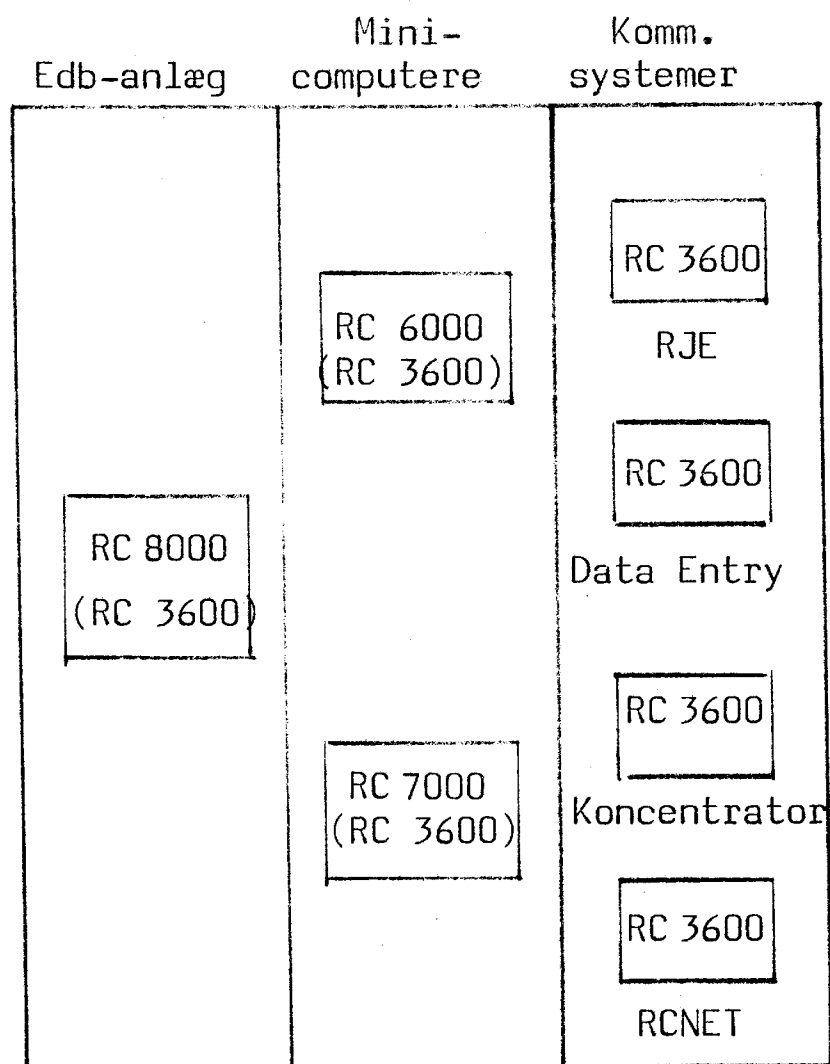 Edb-anlæg
Mini-
computere
Komm.
systemer
RC 8000
(RC 3600)
RC 6000
(RC 3600)
RC 7000
(RC 3600)
RC 3600
RJE
RC 3600
Data Entry
RC 3600
Koncentrator
RC 3600
RCNET